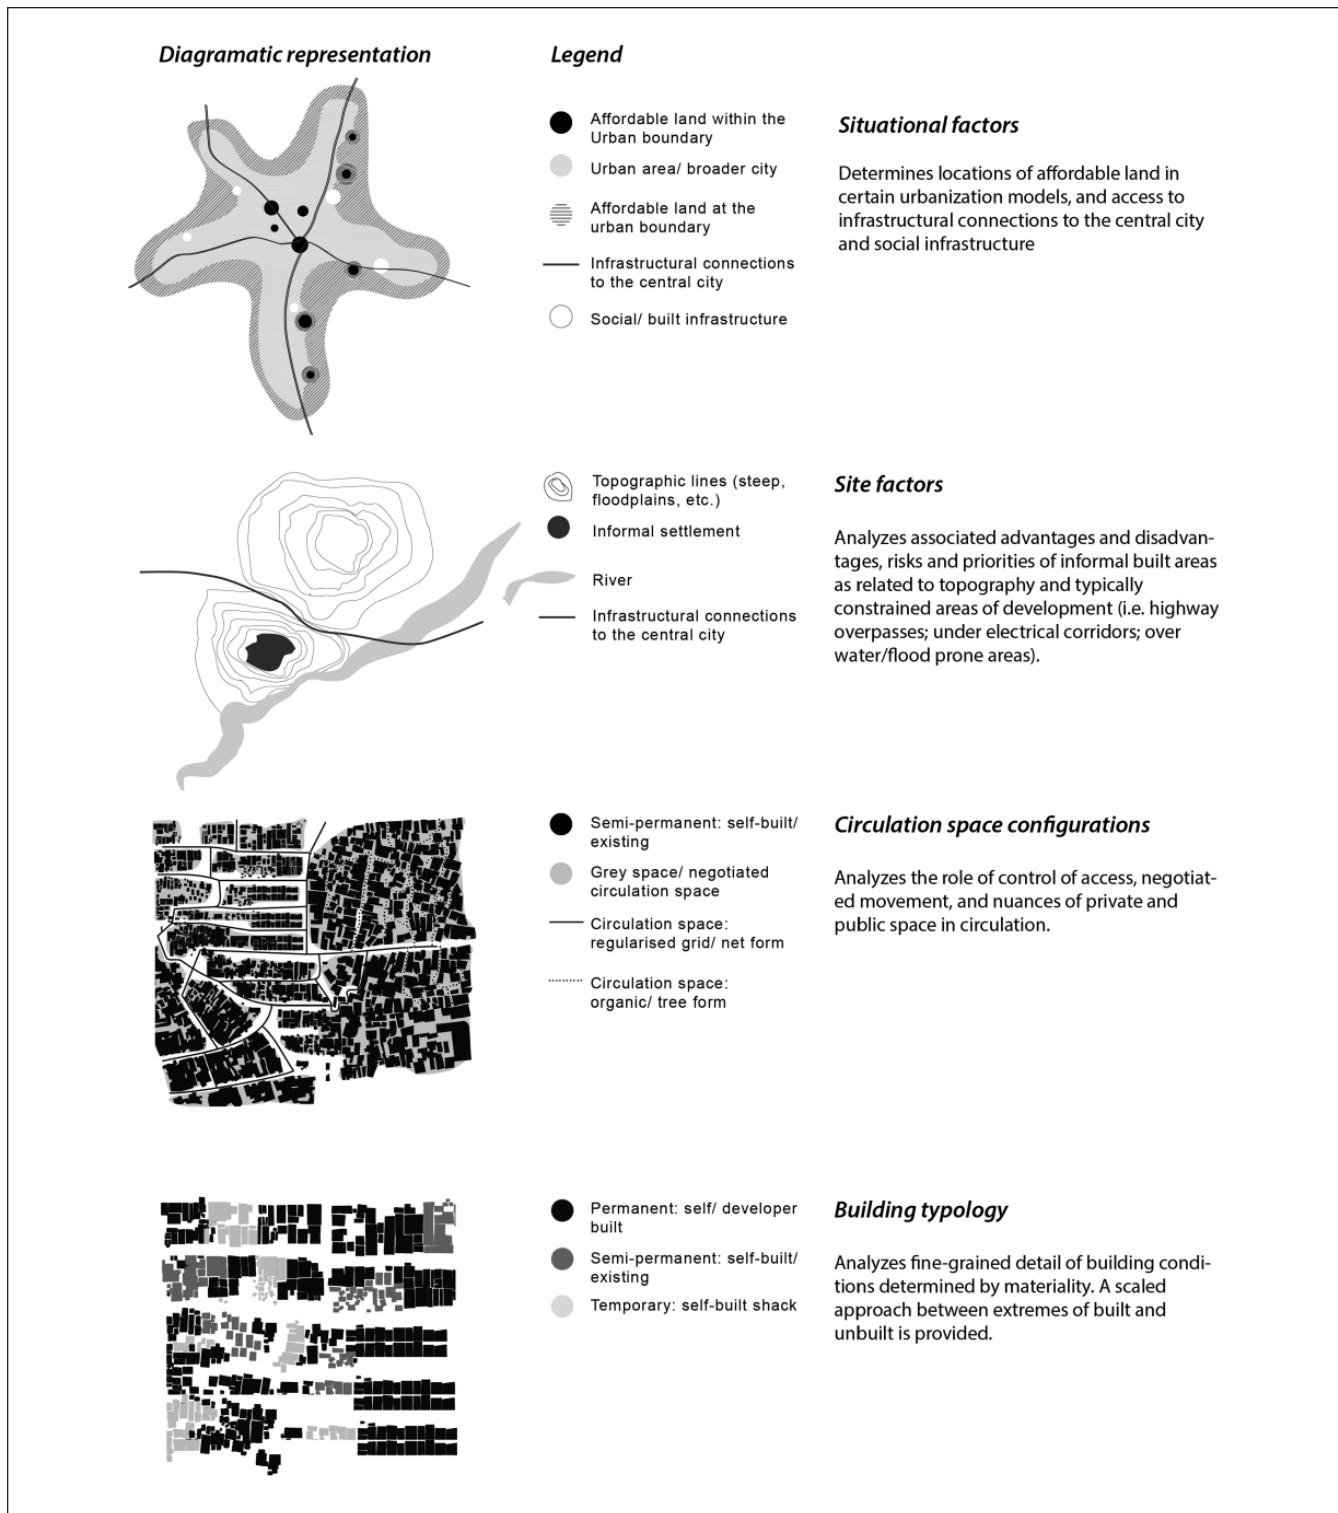 Diagramatic representation
Legend
Affordable land within the
Urban boundary
Urban area/ broader city
Affordable land at the
urban boundary
Infrastructural connections
to the central city
Social/ built infrastructure
Situational factors
Determines locations of affordable land in
certain urbanization models, and access to
infrastructural connections to the central city
and social infrastructure
Topographic lines (steep,
floodplains, etc.)
Informal settlement
River
Infrastructural connections
to the central city
Site factors
Analyzes associated advantages and disadvan-
tages, risks and priorities of informal built areas
as related to topography and typically
constrained areas of development (i.e. highway
overpasses; under electrical corridors; over
water/flood prone areas).
Semi-permanent: self-built/
existing
Grey space/ negotiated
circulation space
Circulation space:
regularised grid/ net form
Circulation space:
organic/ tree form
Circulation space configurations
Analyzes the role of control of access, negotiat-
ed movement, and nuances of private and
public space in circulation.
Permanent: self/ developer
built
Semi-permanent: self-built/
existing
Temporary: self-built shack
Building typology
Analyzes fine-grained detail of building condi-
tions determined by materiality. A scaled
approach between extremes of built and
unbuilt is provided.